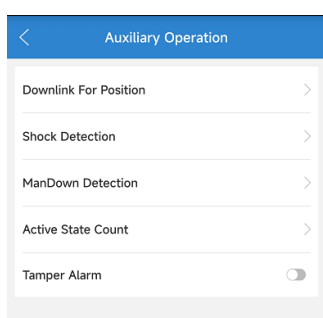 Auxiliary Operation
Downlink For Position
Shock Detection
ManDown Detection
Active State Count
Tamper Alarm